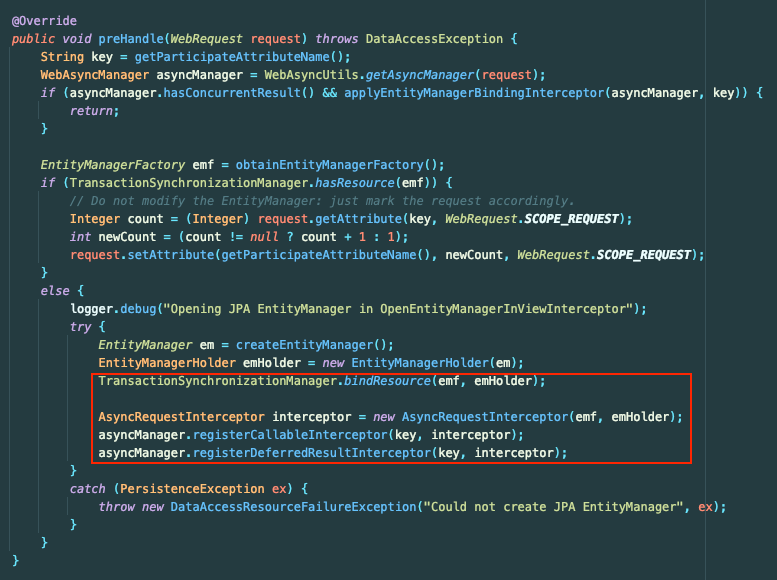 @Override
public void preHandle(WebRequest request) throws DataAccessException {
    String key = getParticipateAttributeName();
    WebAsyncManager asyncManager = WebAsyncUtils.getAsyncManager(request);
    if (asyncManager.hasConcurrentResult() && applyEntityManagerBindingInterceptor(asyncManager, key)) {
        return;
    }

    EntityManagerFactory emf = obtainEntityManagerFactory();
    if (TransactionSynchronizationManager.hasResource(emf)) {
        // Do not modify the EntityManager: just mark the request accordingly.
        Integer count = (Integer) request.getAttribute(key, WebRequest.SCOPE_REQUEST);
        int newCount = (count != null ? count + 1 : 1);
        request.setAttribute(getParticipateAttributeName(), newCount, WebRequest.SCOPE_REQUEST);
    }
    else {
        logger.debug("Opening JPA EntityManager in OpenEntityManagerInViewInterceptor");
        try {
            EntityManager em = createEntityManager();
            EntityManagerHolder emHolder = new EntityManagerHolder(em);
            TransactionSynchronizationManager.bindResource(emf, emHolder);

            AsyncRequestInterceptor interceptor = new AsyncRequestInterceptor(emf, emHolder);
            asyncManager.registerCallableInterceptor(key, interceptor);
            asyncManager.registerDeferredResultInterceptor(key, interceptor);
        }
        catch (PersistenceException ex) {
            throw new DataAccessResourceFailureException("Could not create JPA EntityManager", ex);
        }
    }
}